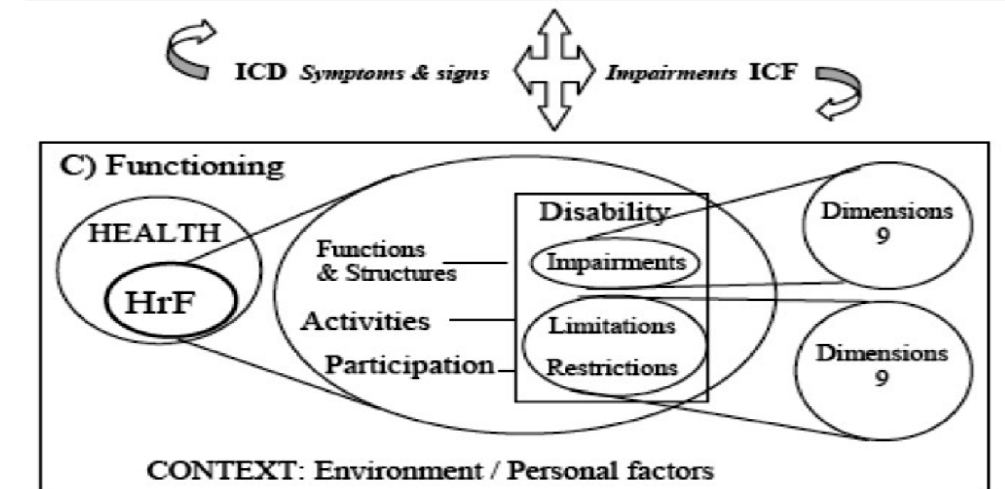 ICD Symptoms & signs Impairments ICF
C) Functioning
HEALTH
HrF
Functions
& Structures
Activities
Participation
Disability
Impairments
Limitations
Restrictions
Dimensions
9
Dimensions
9
CONTEXT: Environment / Personal factors